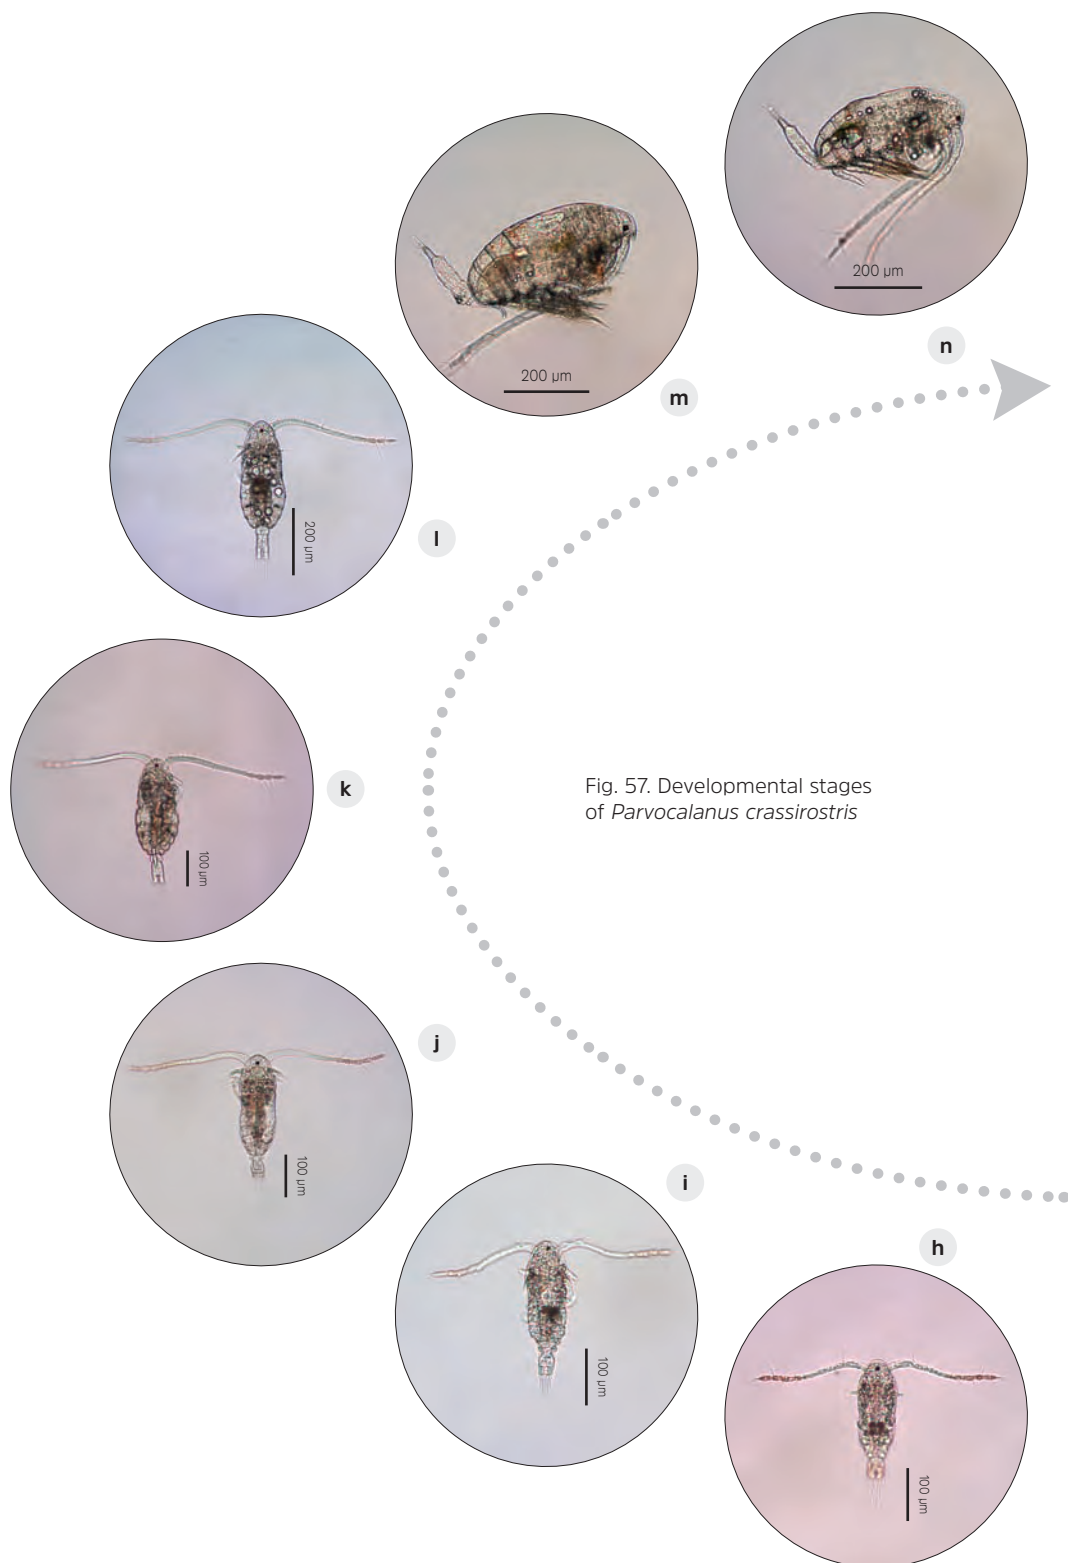 200 µm
n
200 µm
m
200 µm
l
100 µm
k
Fig. 57. Developmental stages
of Parvocalanus crassirostris
100 µm
j
100 µm
i
h
100 µm